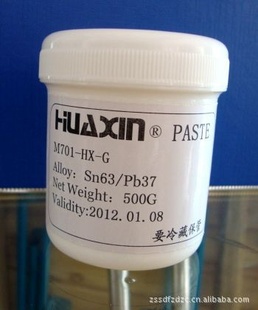 HUAXIN® PASTE
M701-HX-G
Alloy: Sn63/Pb37
Net Weight: 500G
Validity:2012.01.08
要冷藏保管
zssdfzdzc.cn.alibaba.com